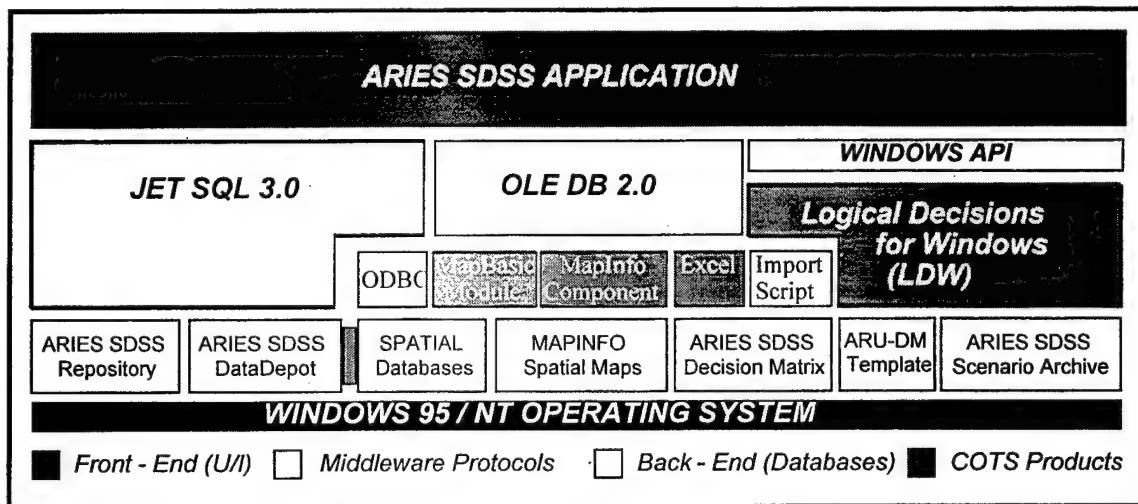 ARIES SDSS APPLICATION
JET SQL 3.0
OLE DB 2.0
WINDOWS API
Logical Decisions
for Windows
(LDW)
ODBC
MapBasic
Module
MapInfo
Component
Excel
Import
Script
ARIES SDSS
Repository
ARIES SDSS
DataDepot
SPATIAL
Databases
MAPINFO
Spatial Maps
ARIES SDSS
Decision Matrix
ARU-DM
Template
ARIES SDSS
Scenario Archive
WINDOWS 95 / NT OPERATING SYSTEM
Front - End (U/I)
Middleware Protocols
Back - End (Databases)
COTS Products